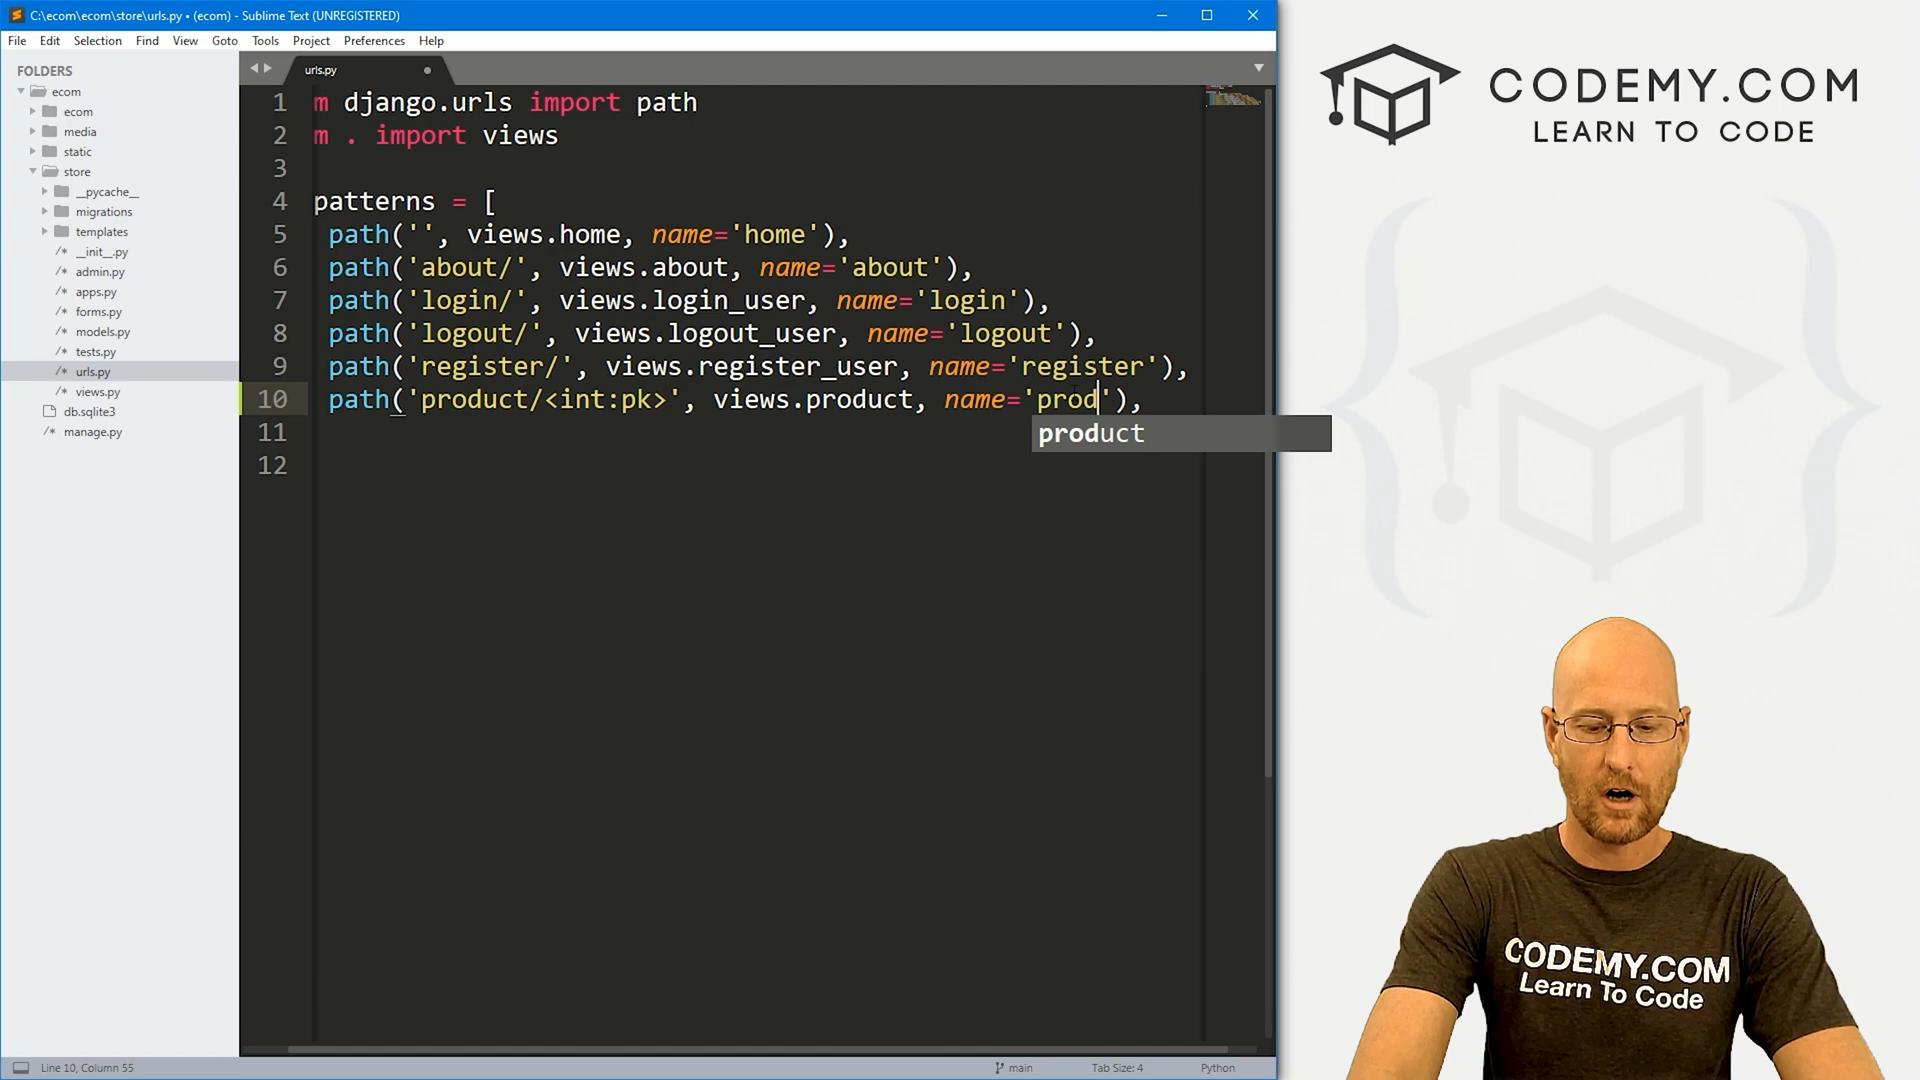 C:\ecom\ecom\store\urls.py • (ecom) - Sublime Text (UNREGISTERED)
File Edit Selection Find View Goto Tools Project Preferences Help
FOLDERS
ecom
ecom
media
static
store
__pycache__
migrations
templates
/* __init__.py
/* admin.py
/* apps.py
/* forms.py
/* models.py
/* tests.py
/* urls.py
/* views.py
db.sqlite3
manage.py
urls.py
1 m django.urls import path
2 m . import views
3
4 patterns = [
5 path('', views.home, name='home'),
6 path('about/', views.about, name='about'),
7 path('login/', views.login_user, name='login'),
8 path('logout/', views.logout_user, name='logout'),
9 path('register/', views.register_user, name='register'),
10 path('product/<int:pk>', views.product, name='prod'),
product
11
12
Line 10, Column 55
main
Tab Size: 4
Python
CODEMY.COM
LEARN TO CODE
CODEMY.COM
Learn To Code